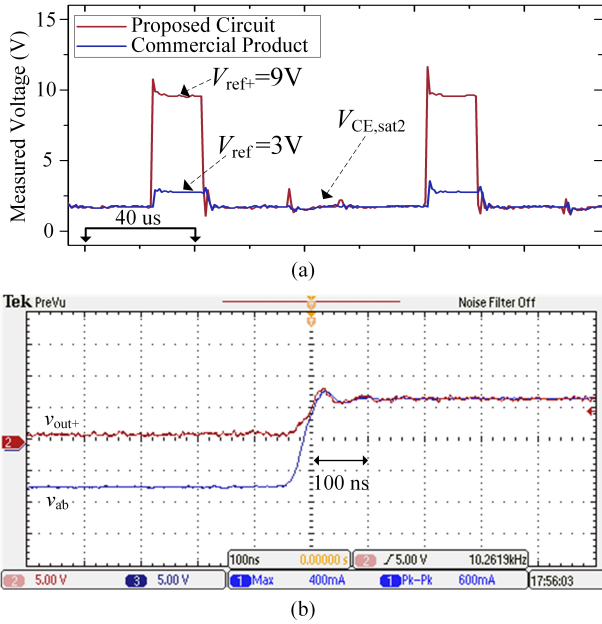 Measured Voltage (V)
15
10
5
0
Proposed Circuit
Commercial Product
Vref+=9V
Vref=3V
VCE,sat2
40 us
(a)
Tek PreVu
Noise Filter Off
vout+
2
vab
100 ns
100ns 0.00000 s
2 5.00 V 10.2619kHz
2 5.00 V 3 5.00 V
1 Max 400mA 1 Pk-Pk 600mA
17:56:03
(b)